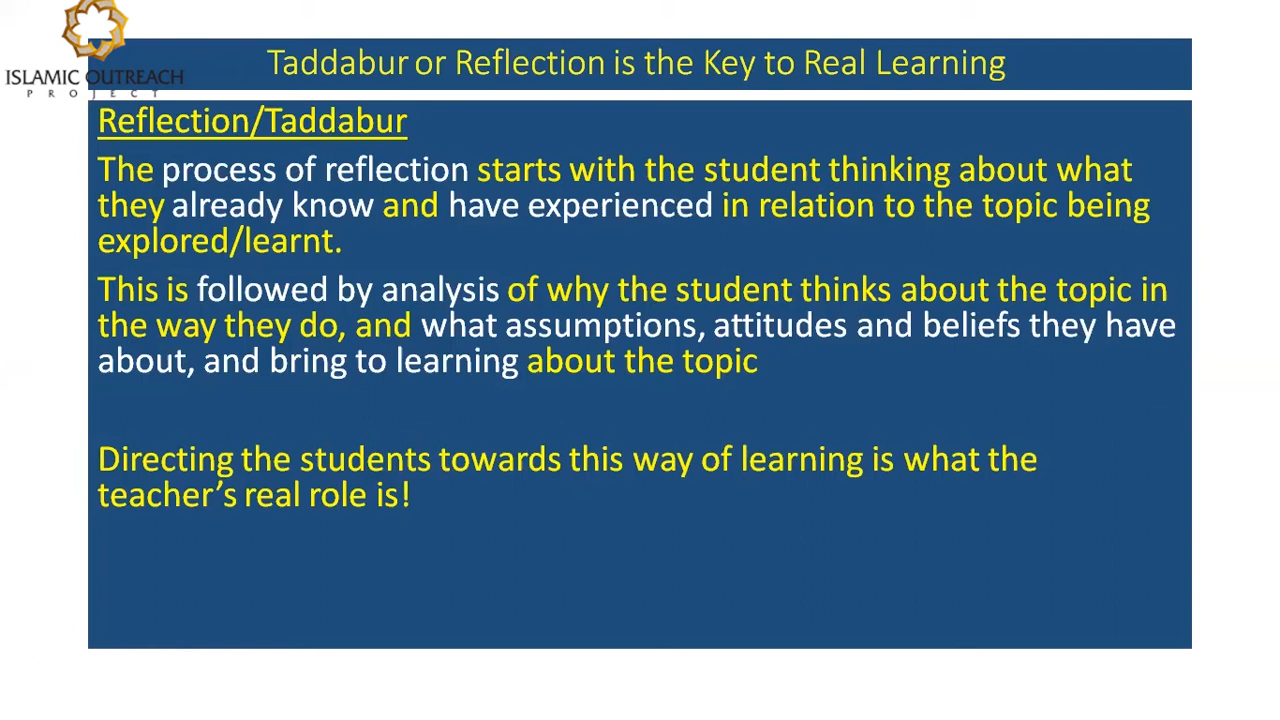 ISLAMIC OUTREACH
PROJECT
Taddabur or Reflection is the Key to Real Learning
Reflection/Taddabur
The process of reflection starts with the student thinking about what
they already know and have experienced in relation to the topic being
explored/learnt.
This is followed by analysis of why the student thinks about the topic in
the way they do, and what assumptions, attitudes and beliefs they have
about, and bring to learning about the topic
Directing the students towards this way of learning is what the
teacher’s real role is!